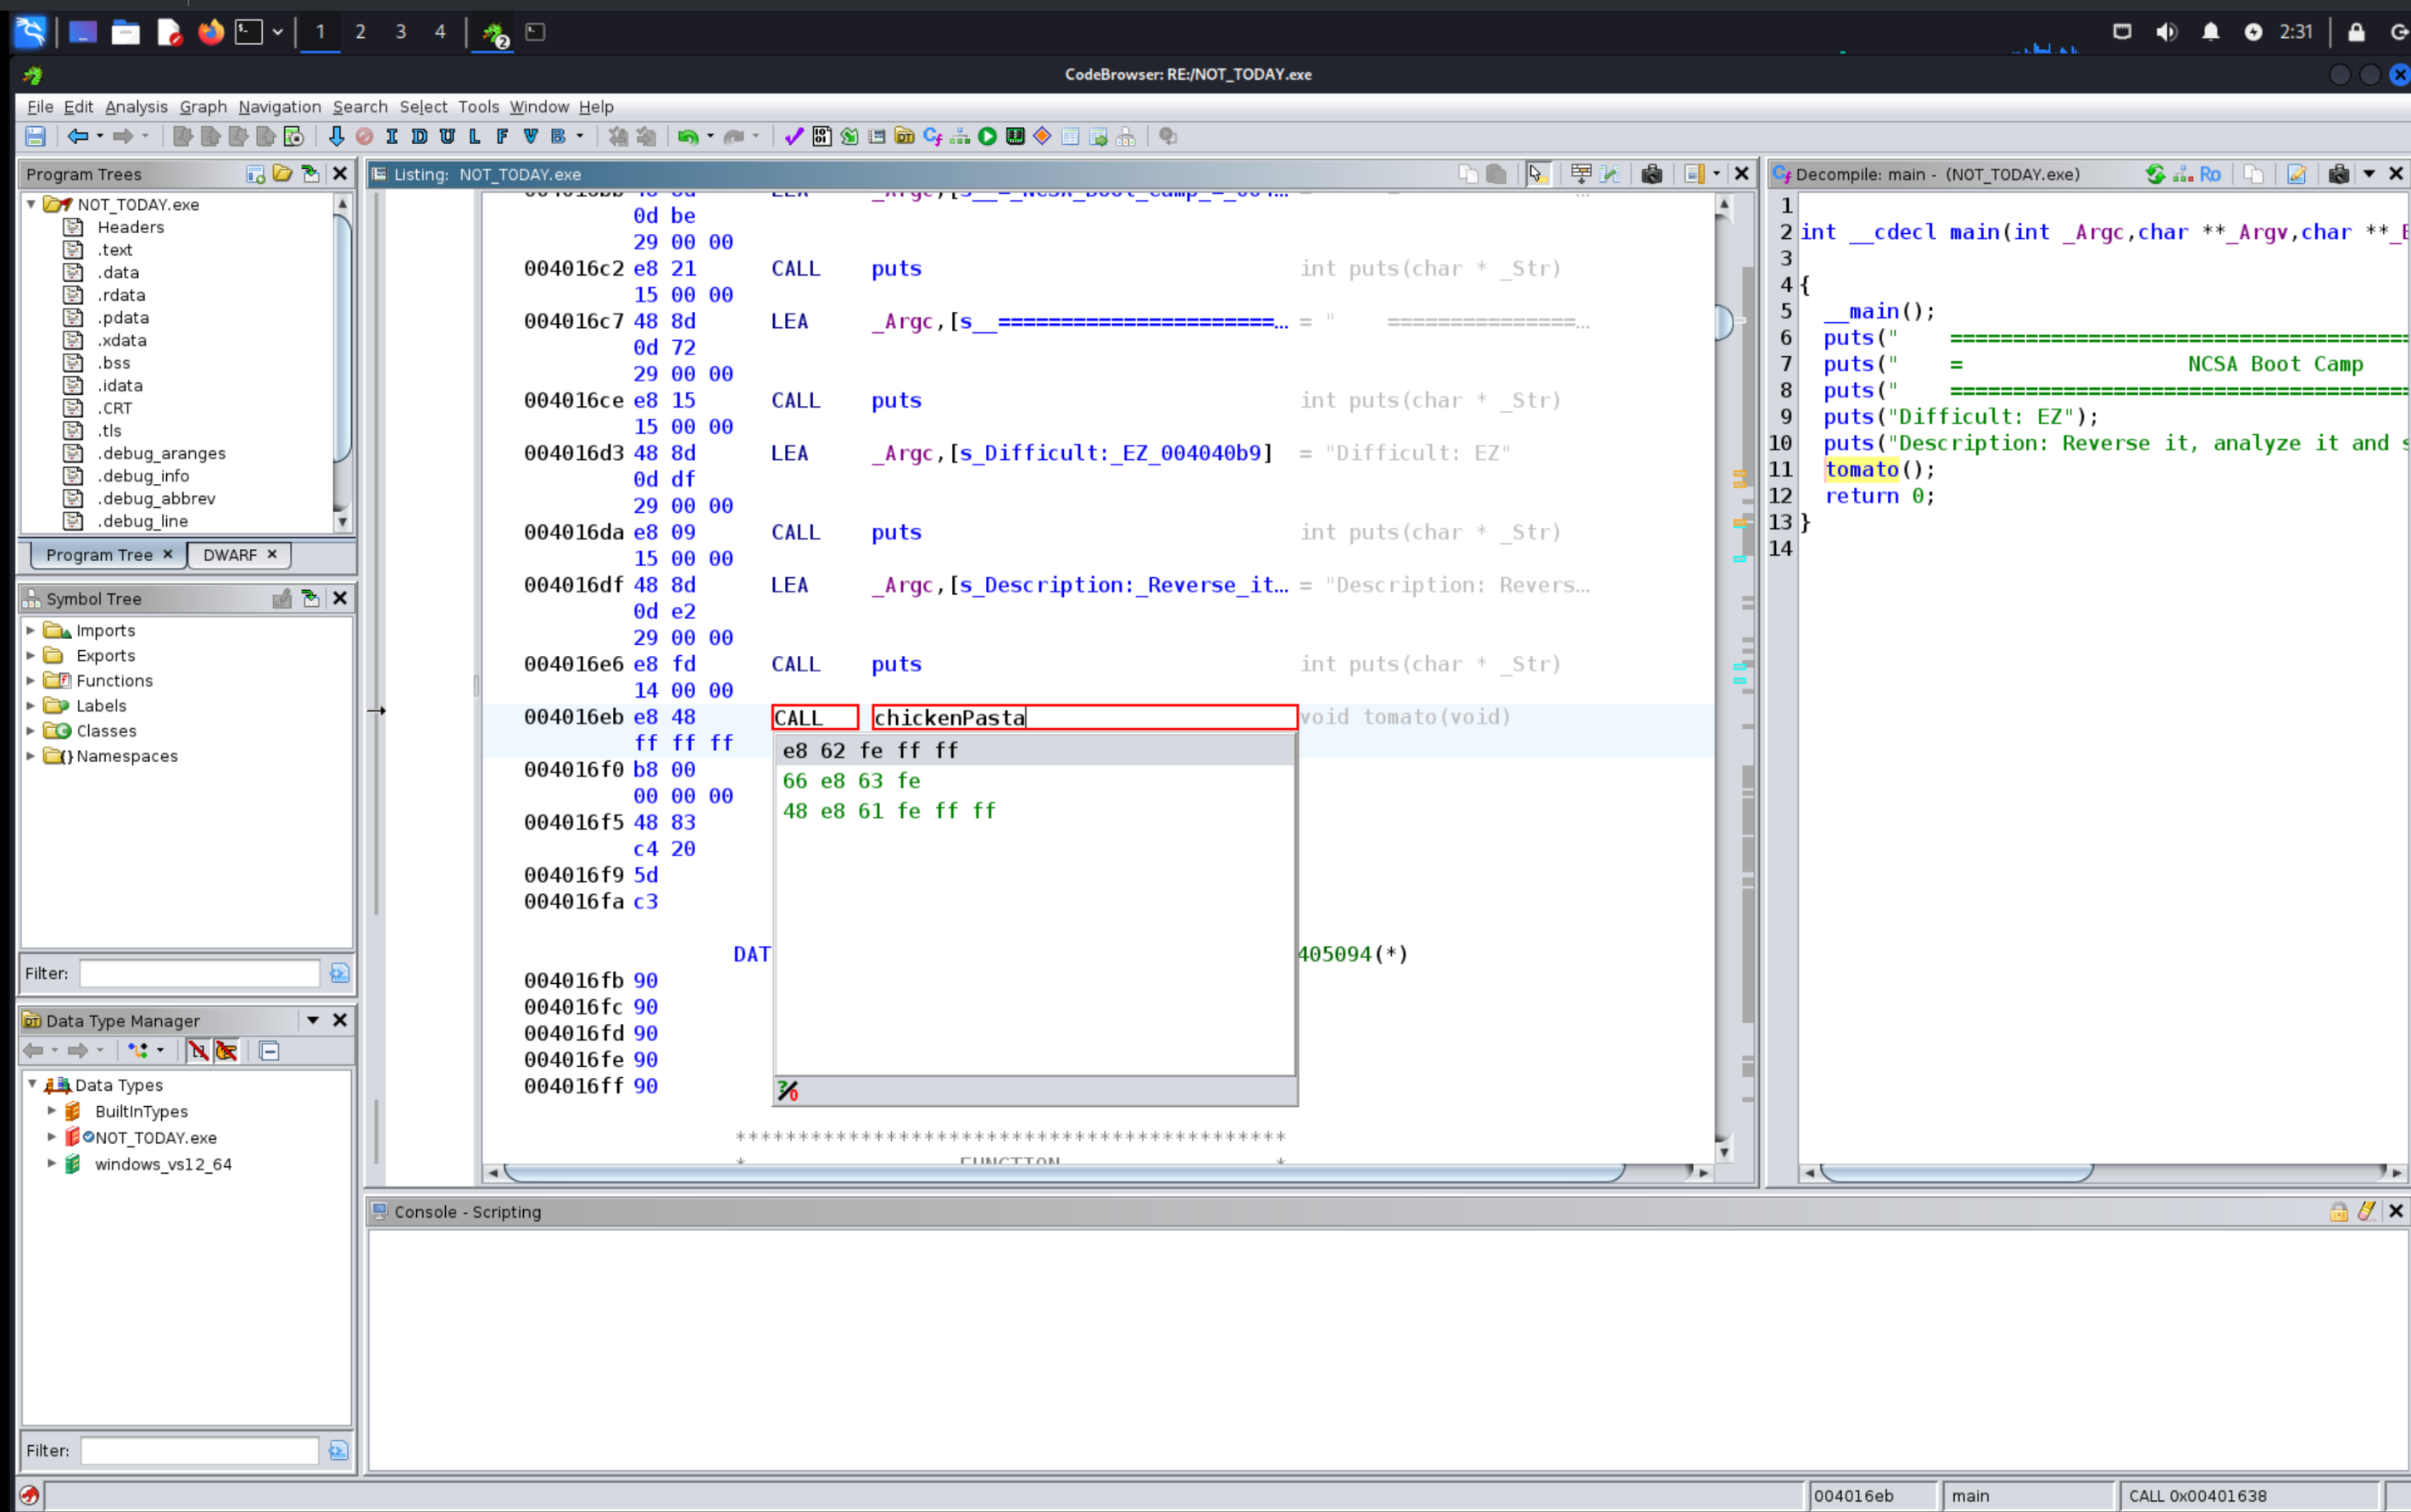 1 2 3 4 2 2:31
CodeBrowser: RE:/NOT_TODAY.exe
File Edit Analysis Graph Navigation Search Select Tools Window Help
I D U L F V B
Program Trees
NOT_TODAY.exe
Headers
.text
.data
.rdata
.pdata
.xdata
.bss
.idata
.CRT
.tls
.debug_aranges
.debug_info
.debug_abbrev
.debug_line
Program Tree × DWARF ×
Symbol Tree
Imports
Exports
Functions
Labels
Classes
Namespaces
Filter:
Data Type Manager
Data Types
BuiltInTypes
NOT_TODAY.exe
windows_vs12_64
Filter:
Listing: NOT_TODAY.exe
0d be
29 00 00
004016c2 e8 21 CALL puts int puts(char * _Str)
15 00 00
004016c7 48 8d LEA _Argc,[s__======================… = "    ===============…
0d 72
29 00 00
004016ce e8 15 CALL puts int puts(char * _Str)
15 00 00
004016d3 48 8d LEA _Argc,[s_Difficult:_EZ_004040b9] = "Difficult: EZ"
0d df
29 00 00
004016da e8 09 CALL puts int puts(char * _Str)
15 00 00
004016df 48 8d LEA _Argc,[s_Description:_Reverse_it… = "Description: Revers…
0d e2
29 00 00
004016e6 e8 fd CALL puts int puts(char * _Str)
14 00 00
004016eb e8 48 CALL chickenPasta void tomato(void)
ff ff ff
e8 62 fe ff ff
66 e8 63 fe
48 e8 61 fe ff ff
004016f0 b8 00
00 00 00
004016f5 48 83
c4 20
004016f9 5d
004016fa c3
DAT 405094(*)
004016fb 90
004016fc 90
004016fd 90
004016fe 90
004016ff 90
********************************************
* FUNCTION *
Decompile: main - (NOT_TODAY.exe)
Ro
1
2 int __cdecl main(int _Argc,char **_Argv,char **_E
3
4 {
5 __main();
6 puts("    =====================================
7 puts("    =                  NCSA Boot Camp
8 puts("    =====================================
9 puts("Difficult: EZ");
10 puts("Description: Reverse it, analyze it and s
11 tomato();
12 return 0;
13 }
14
Console - Scripting
004016eb main CALL 0x00401638